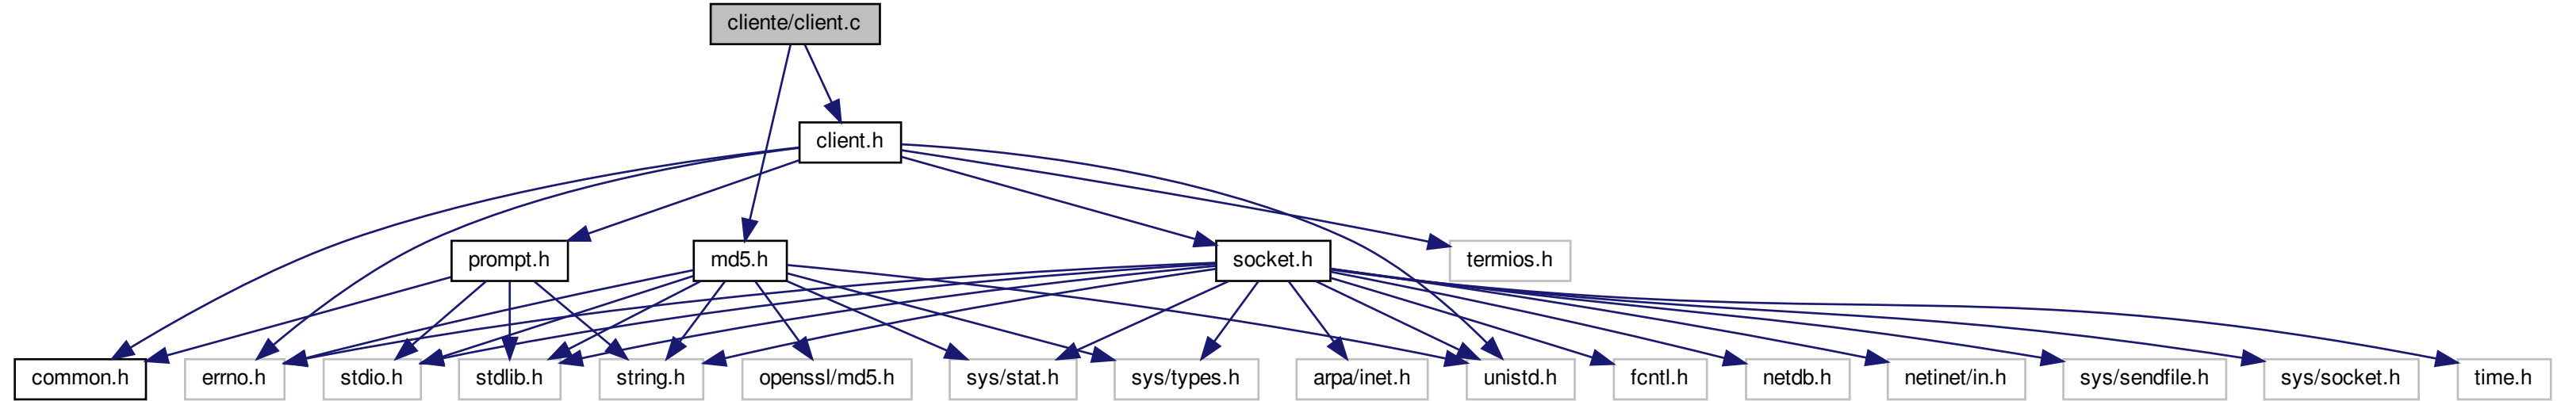 cliente/client.c
client.h
prompt.h
md5.h
socket.h
termios.h
common.h
errno.h
stdio.h
stdlib.h
string.h
openssl/md5.h
sys/stat.h
sys/types.h
arpa/inet.h
unistd.h
fcntl.h
netdb.h
netinet/in.h
sys/sendfile.h
sys/socket.h
time.h